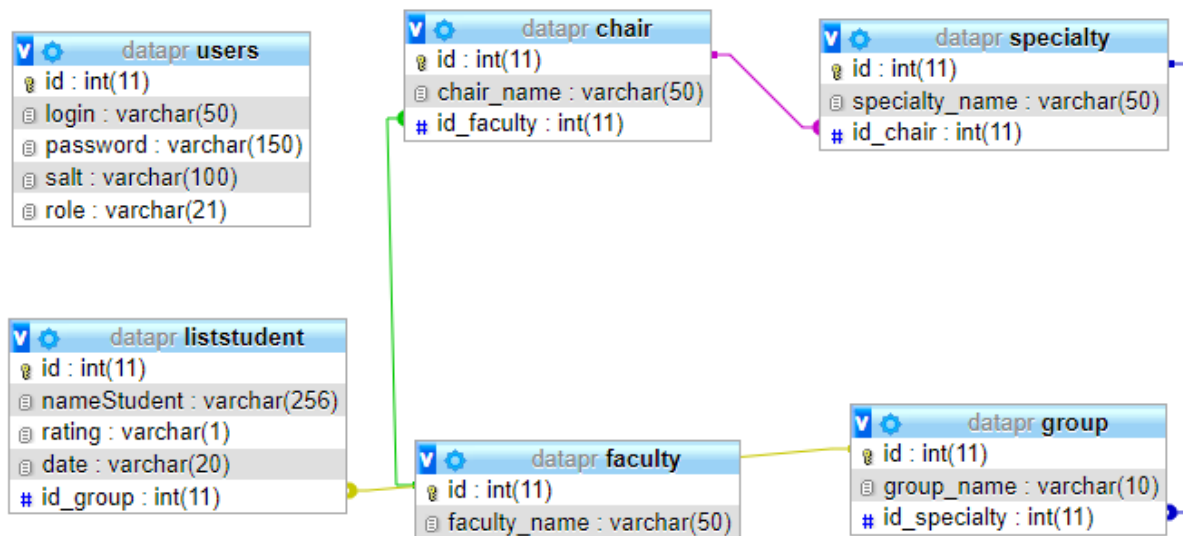 datapr users
id : int(11)
login : varchar(50)
password : varchar(150)
salt : varchar(100)
role : varchar(21)
datapr chair
id : int(11)
chair_name : varchar(50)
# id_faculty : int(11)
datapr specialty
id : int(11)
specialty_name : varchar(50)
# id_chair : int(11)
datapr liststudent
id : int(11)
nameStudent : varchar(256)
rating : varchar(1)
date : varchar(20)
# id_group : int(11)
datapr faculty
id : int(11)
faculty_name : varchar(50)
datapr group
id : int(11)
group_name : varchar(10)
# id_specialty : int(11)